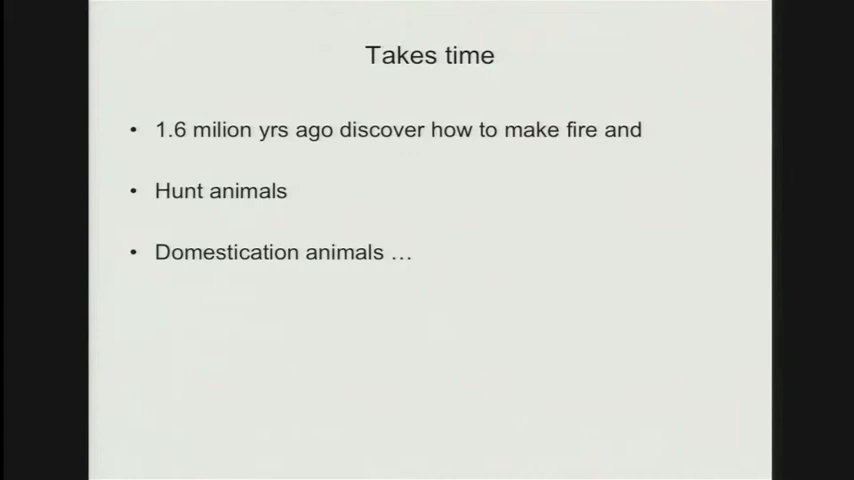 Takes time
• 1.6 milion yrs ago discover how to make fire and
• Hunt animals
• Domestication animals …